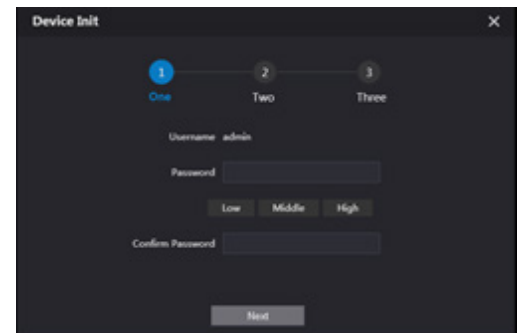 Device Init
1 2 3
One Two Three
Username admin
Password
Low Middle High
Confirm Password
Next